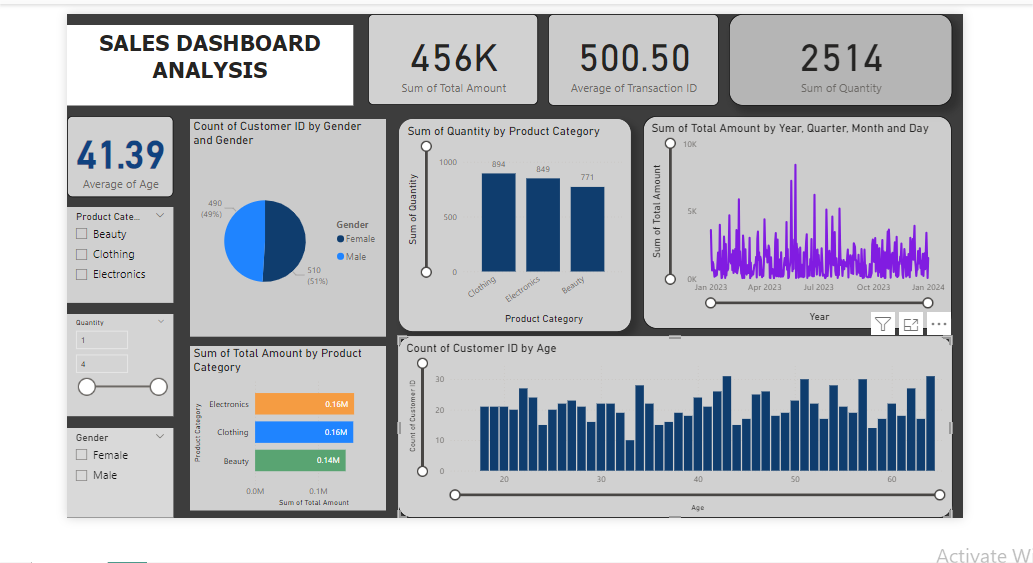 SALES DASHBOARD
ANALYSIS
456K
Sum of Total Amount
500.50
Average of Transaction ID
2514
Sum of Quantity
41.39
Average of Age
Product Cate...
Beauty
Clothing
Electronics
Quantity
1
4
Gender
Female
Male
Count of Customer ID by Gender
and Gender
490
(49%)
510
(51%)
Gender
Female
Male
Sum of Quantity by Product Category
Sum of Quantity
1000
500
0
894
849
771
Clothing
Electronics
Beauty
Product Category
Sum of Total Amount by Year, Quarter, Month and Day
Sum of Total Amount
10K
5K
0K
Jan 2023 Apr 2023 Jul 2023 Oct 2023 Jan 2024
Year
Sum of Total Amount by Product
Category
Product Category
Electronics 0.16M
Clothing 0.16M
Beauty 0.14M
0.0M 0.1M
Sum of Total Amount
Count of Customer ID by Age
Count of Customer ID
30
20
10
0
20 30 40 50 60
Age
Activate Wi